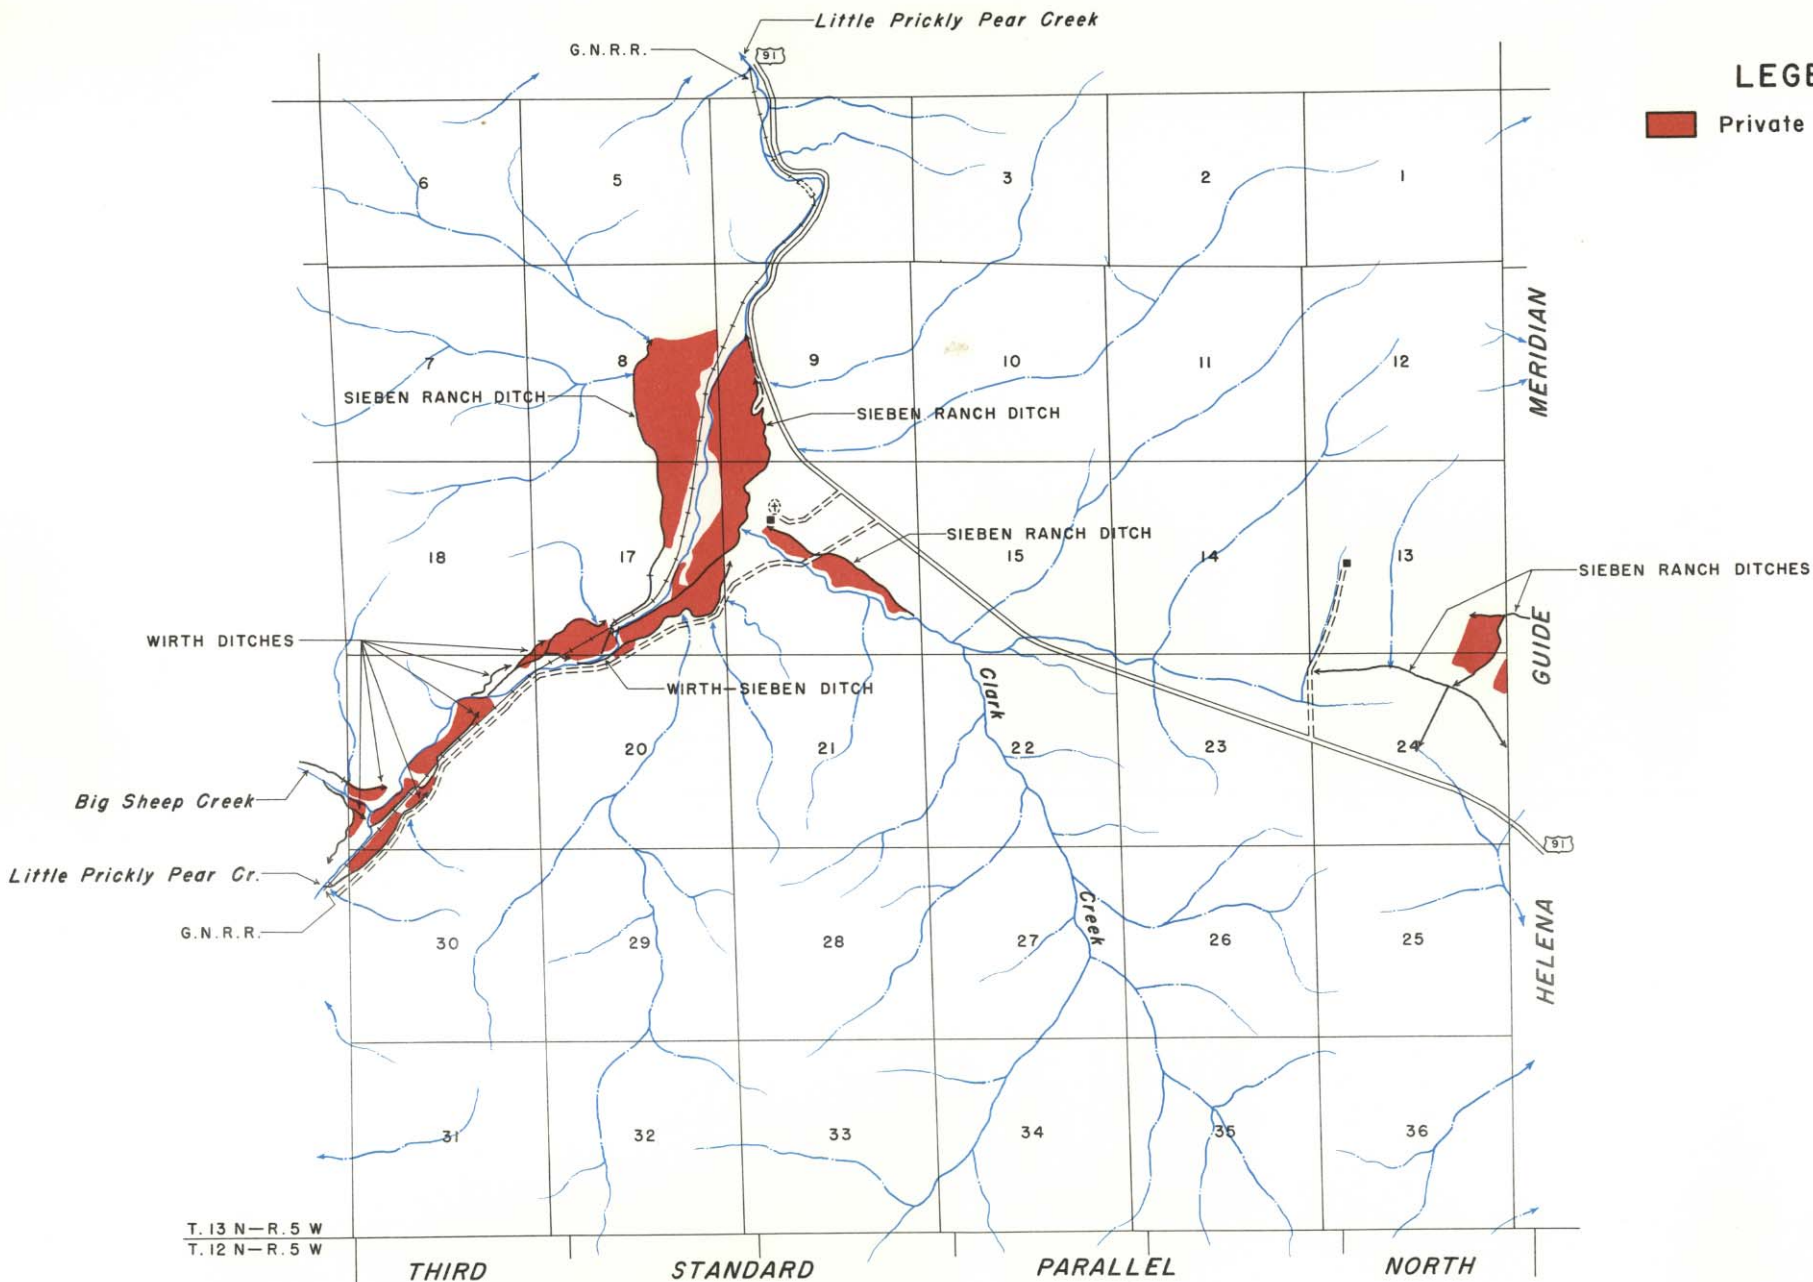 Little Prickly Pear Creek
G.N.R.R.
91
LEGE
Private
6
5
3
2
1
MERIDIAN
7
8
9
10
11
12
SIEBEN RANCH DITCH
SIEBEN RANCH DITCH
SIEBEN RANCH DITCH
18
17
15
14
13
SIEBEN RANCH DITCHES
WIRTH DITCHES
GUIDE
WIRTH-SIEBEN DITCH
Clark
20
21
22
23
24
Big Sheep Creek
91
Little Prickly Pear Cr.
Creek
G.N.R.R.
30
29
28
27
26
25
HELENA
31
32
33
34
35
36
T. 13 N-R. 5 W
T. 12 N-R. 5 W
THIRD STANDARD PARALLEL NORTH